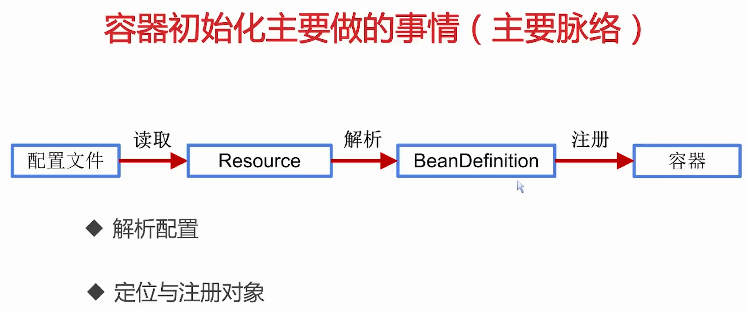 容器初始化主要做的事情（主要脉络）
读取 解析 注册
配置文件 Resource BeanDefinition 容器
◆ 解析配置
◆ 定位与注册对象